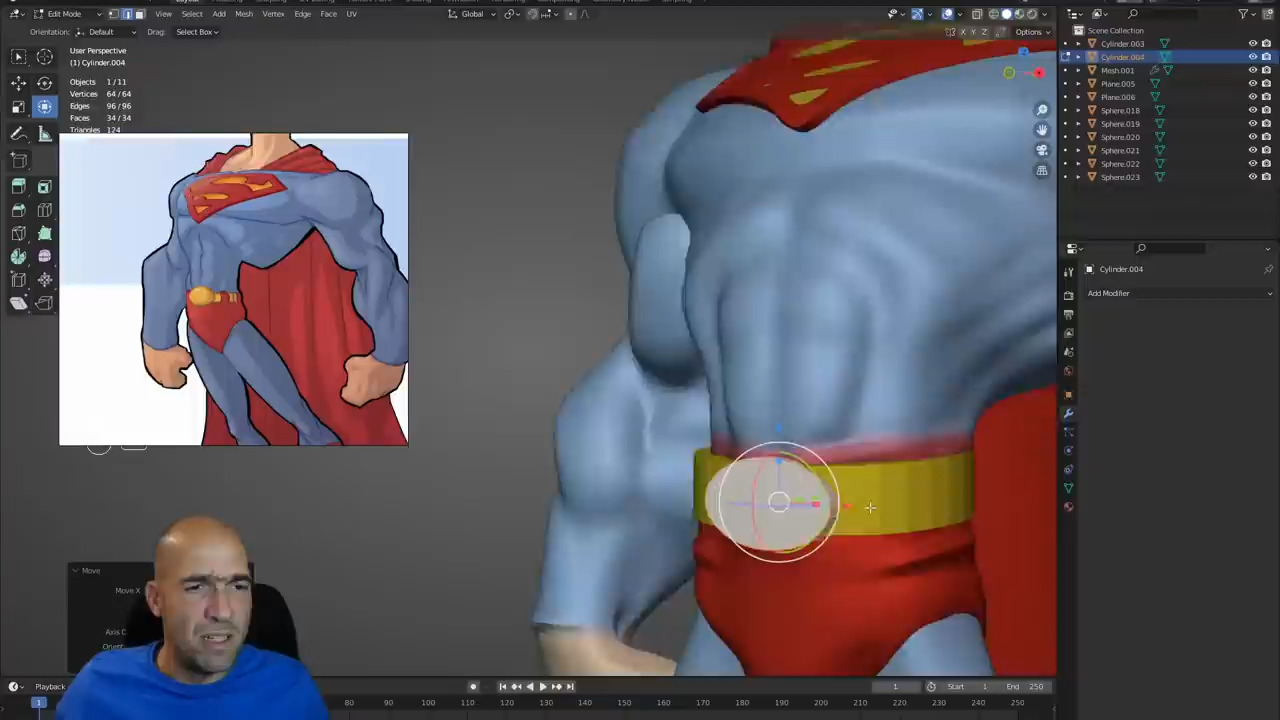 Edit Mode View Select Add Mesh Vertex Edge Face UV Global
Orientation: Default Drag: Select Box X Y Z Options
User Perspective
(1) Cylinder.004
Objects 1/11
Vertices 64/64
Edges 96/96
Faces 34/34
Triangles 124
Scene Collection
Cylinder.003
Cylinder.004
Mesh.001
Plane.005
Plane.006
Sphere.018
Sphere.019
Sphere.020
Sphere.021
Sphere.022
Sphere.023
Cylinder.004
Add Modifier
Move
Move X
Playback
1 Start 1 End 250
1 80 90 100 110 120 130 140 150 160 170 180 190 200 210 220 230 240 250